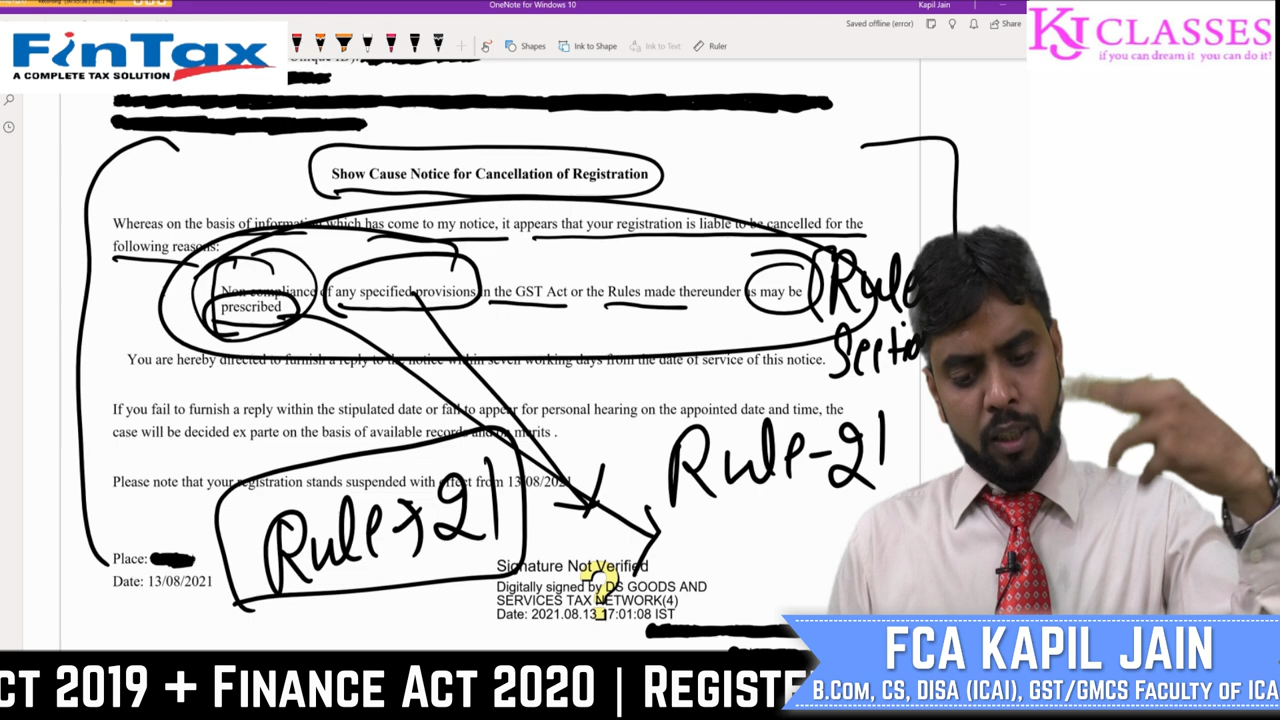 OneNote for Windows 10
Kapil Jain
Saved offline (error)
Share
FinTax
A COMPLETE TAX SOLUTION
Shapes
Ink to Shape
Ink to Text
Ruler
KJ CLASSES
if you can dream it you can do it!
Show Cause Notice for Cancellation of Registration
Whereas on the basis of information which has come to my notice, it appears that your registration is liable to be cancelled for the
following reasons:
Non compliance of any specified provisions in the GST Act or the Rules made thereunder as may be
prescribed
Rule
Sectio
You are hereby directed to furnish a reply to the notice within seven working days from the date of service of this notice.
If you fail to furnish a reply within the stipulated date or fail to appear for personal hearing on the appointed date and time, the
case will be decided ex parte on the basis of available records and on merits .
Please note that your registration stands suspended with effect from 13/08/2021
Rule-21
Rule 21
Place:
Date: 13/08/2021
Signature Not Verified
Digitally signed by DS GOODS AND
SERVICES TAX NETWORK(4)
Date: 2021.08.13 17:01:08 IST
FCA KAPIL JAIN
B.Com, CS, DISA (ICAI), GST/GMCS Faculty of ICA
CT 2019 + Finance Act 2020 | Registe